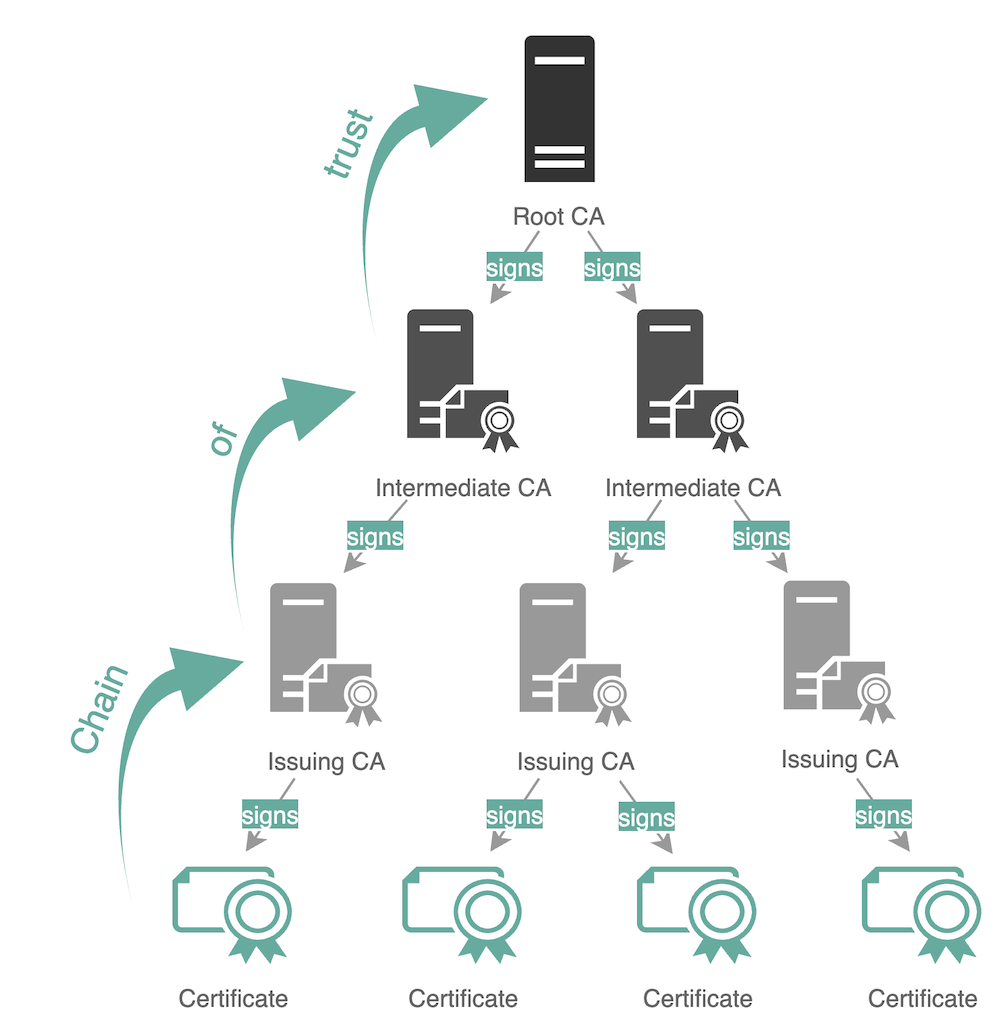 trust
Root CA
signs
signs
of
Intermediate CA
Intermediate CA
signs
signs
signs
Chain
Issuing CA
Issuing CA
Issuing CA
signs
signs
signs
signs
Certificate
Certificate
Certificate
Certificate